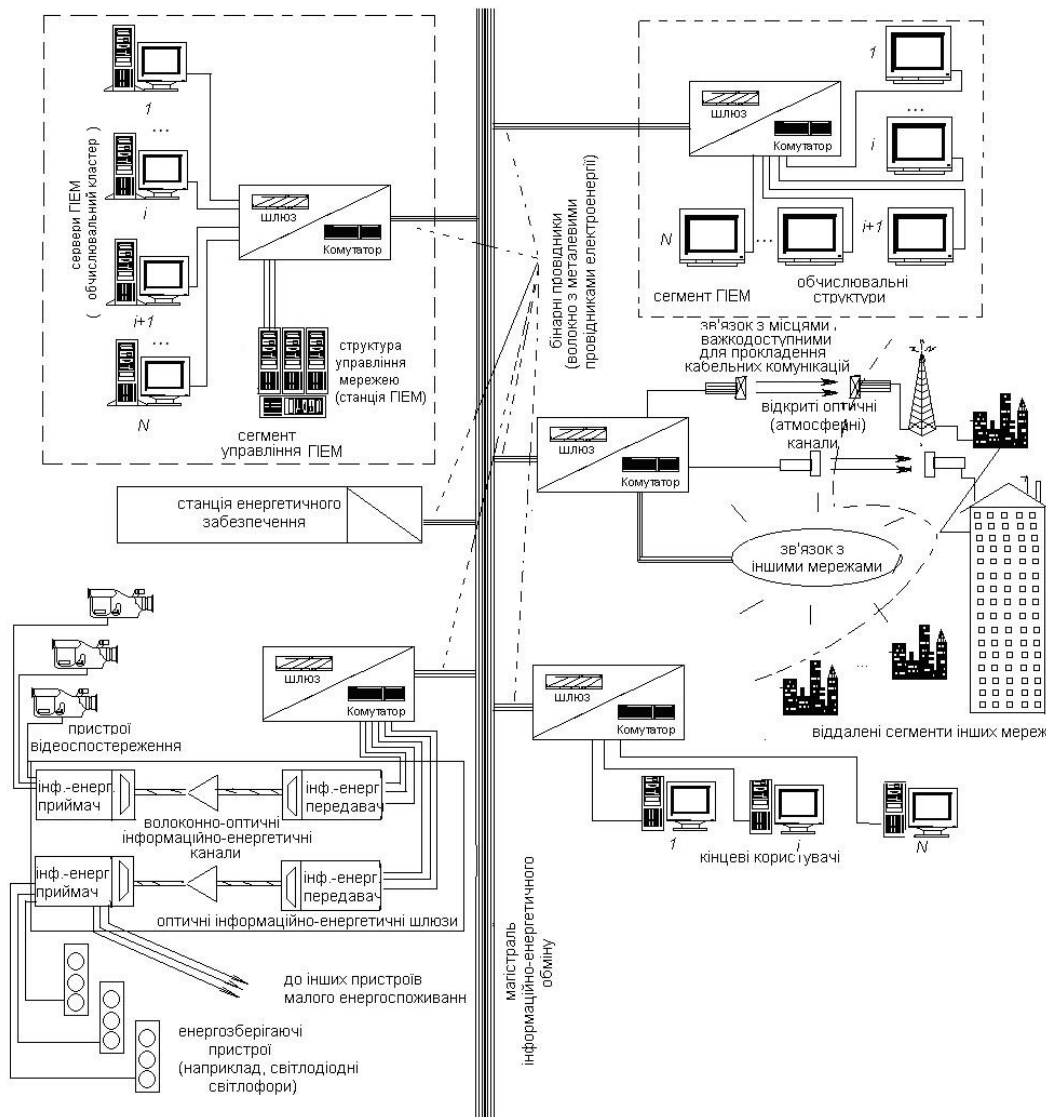 1
...
i
i+1
...
N
сервери ГІЕМ
( обчислювальний кластер )
ШЛЮЗ
Комутатор
структура
управління
мережею
(станція ГІЕМ)
сегмент
управління ГІЕМ
станція енергетичного
забезпечення
бінарні провідники
(волокно з металевими
провідниками електроенергії)
ШЛЮЗ
Комутатор
1
...
i
i+1
...
N
сегмент ГІЕМ
обчислювальні
структури
зв'язок з місцями,
важкодоступними
для прокладення
кабельних комунікацій
відкриті оптичні
(атмосферні)
канали
ШЛЮЗ
Комутатор
зв'язок з
іншими мережами
...
віддалені сегменти інших мереж
ШЛЮЗ
Комутатор
1
i
N
кінцеві користувачі
пристрої
відеоспостереження
ШЛЮЗ
Комутатор
інф.-енерг.
приймач
інф.-енерг.
передавач
волоконно-оптичні
інформаційно-енергетичні
канали
інф.-енерг.
приймач
інф.-енерг.
передавач
оптичні інформаційно-енергетичні шлюзи
до інших пристроїв
малого енергоспоживанн
енергозберігаючі
пристрої
(наприклад, світлодіодні
світлофори)
магістраль
інформаційно-енергетичного
обміну